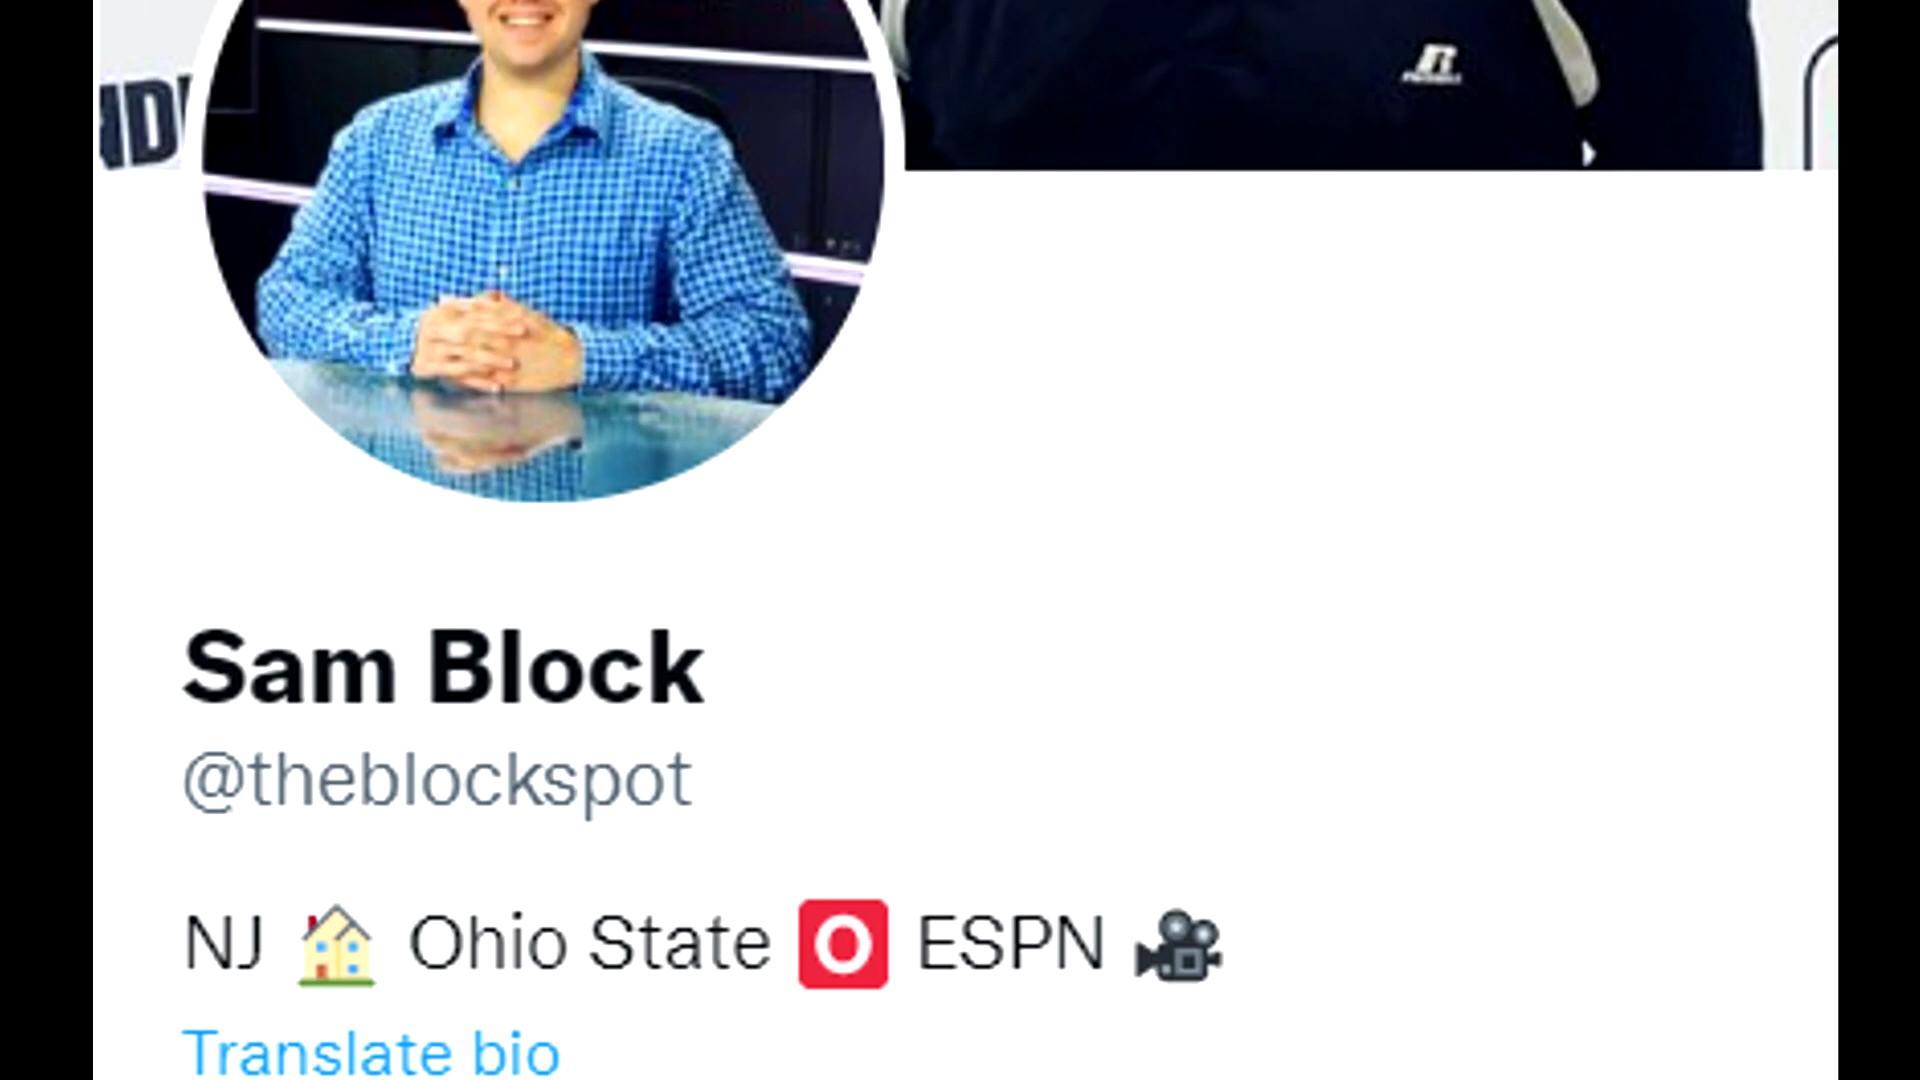 Sam Block
@theblockspot
NJ 🏠 Ohio State 🅾 ESPN 🎥
Translate bio